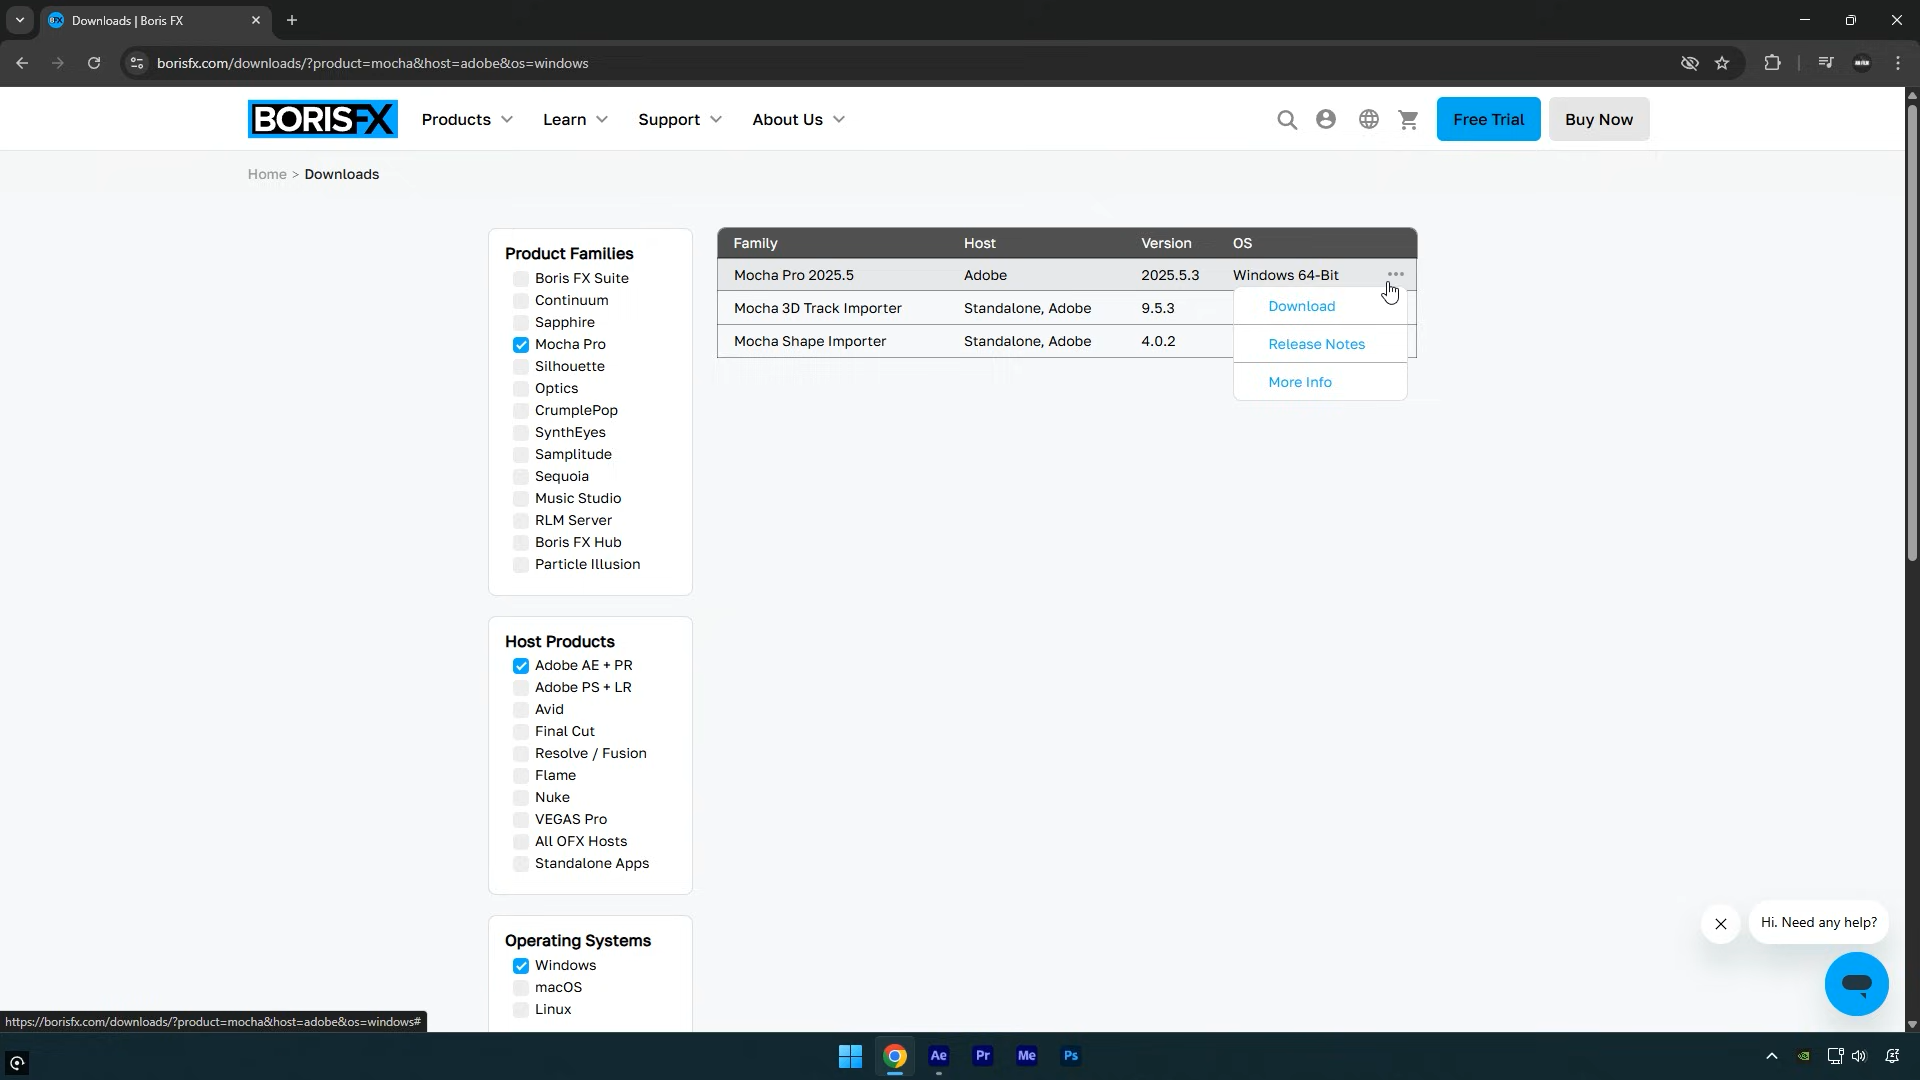 Downloads | Boris FX
borisfx.com/downloads/?product=mocha&host=adobe&os=windows
BORISFX
Products
Learn
Support
About Us
Free Trial
Buy Now
Home > Downloads
Product Families
Boris FX Suite
Continuum
Sapphire
Mocha Pro
Silhouette
Optics
CrumplePop
SynthEyes
Samplitude
Sequoia
Music Studio
RLM Server
Boris FX Hub
Particle Illusion
Family Host Version OS
Mocha Pro 2025.5 Adobe 2025.5.3 Windows 64-Bit
Mocha 3D Track Importer Standalone, Adobe 9.5.3
Mocha Shape Importer Standalone, Adobe 4.0.2
Download
Release Notes
More Info
Host Products
Adobe AE + PR
Adobe PS + LR
Avid
Final Cut
Resolve / Fusion
Flame
Nuke
VEGAS Pro
All OFX Hosts
Standalone Apps
Operating Systems
Windows
macOS
Linux
Hi. Need any help?
https://borisfx.com/downloads/?product=mocha&host=adobe&os=windows#
Ae
Pr
Me
Ps